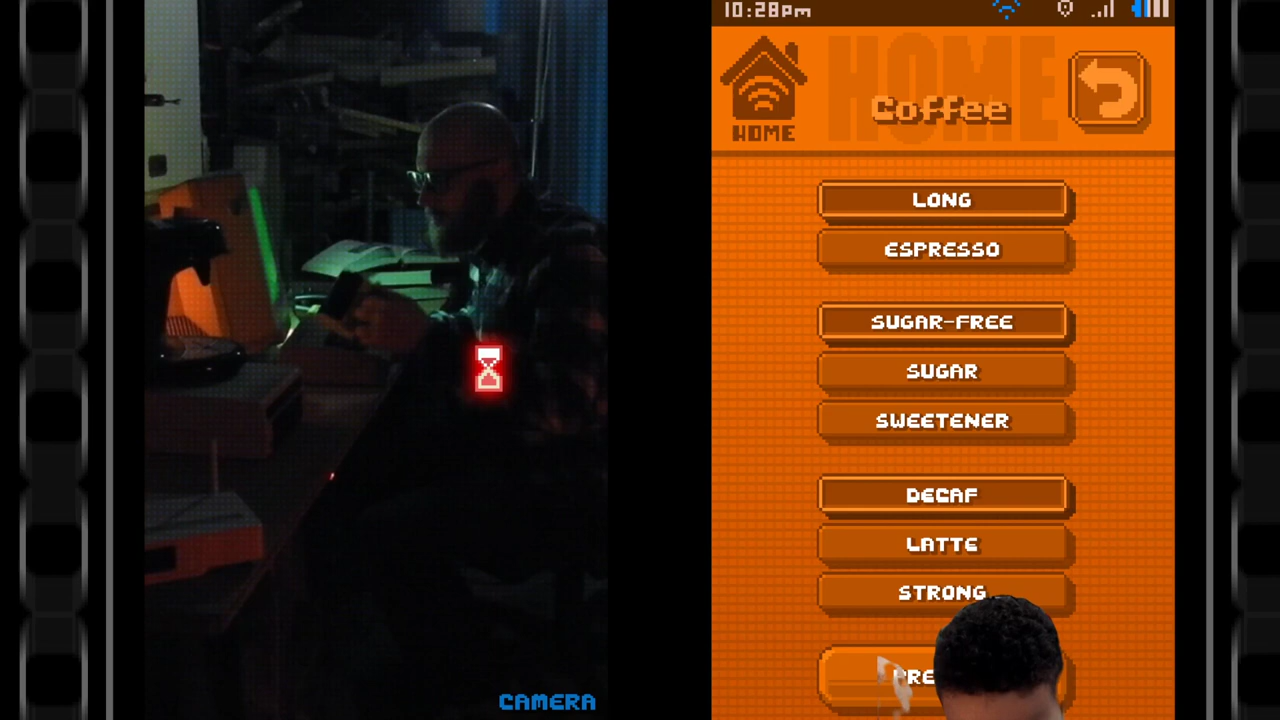 10:28pm
HOME
Coffee
HOME
LONG
ESPRESSO
SUGAR-FREE
SUGAR
SWEETENER
DECAF
LATTE
STRONG
CAMERA